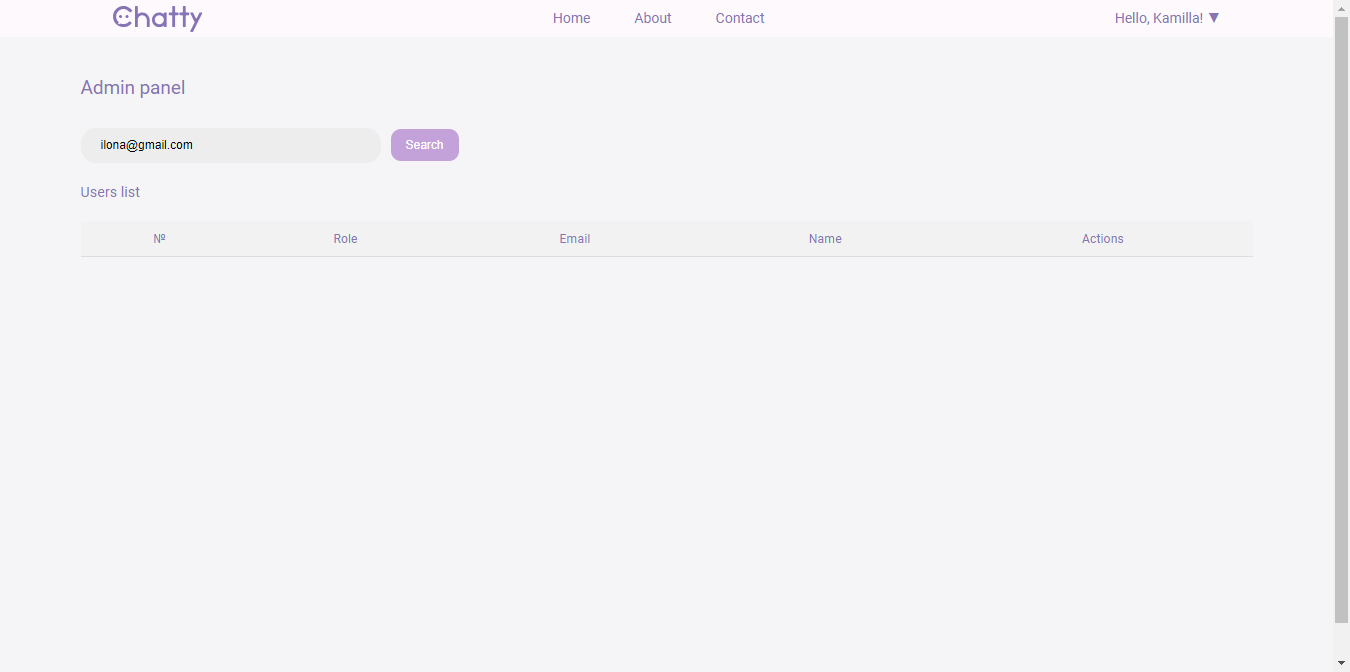 Chatty
Home About Contact
Hello, Kamilla! ▼
Admin panel
ilona@gmail.com
Search
Users list
№ Role Email Name Actions